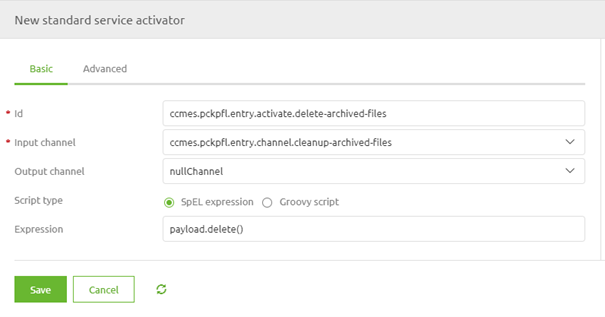 New standard service activator
Basic Advanced
* Id ccmes.pckpfl.entry.activate.delete-archived-files
* Input channel ccmes.pckpfl.entry.channel.cleanup-archived-files
Output channel nullChannel
Script type SpEL expression Groovy script
Expression payload.delete()
Save Cancel